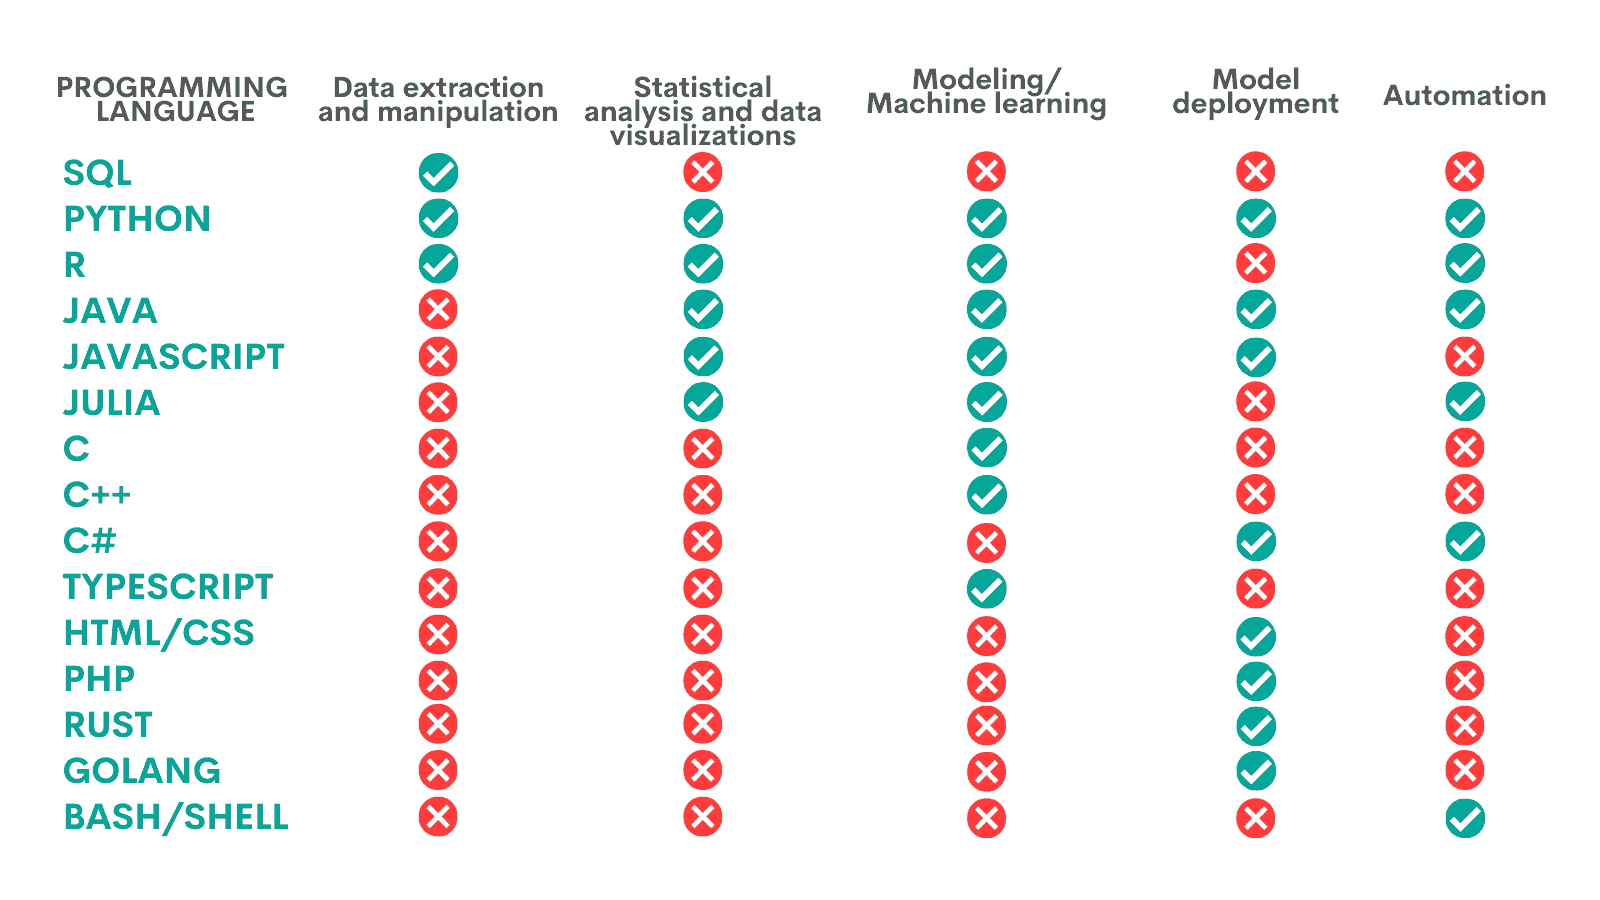 PROGRAMMING
LANGUAGE
Data extraction
and manipulation
Statistical
analysis and data
visualizations
Modeling/
Machine learning
Model
deployment
Automation
SQL
PYTHON
R
JAVA
JAVASCRIPT
JULIA
C
C++
C#
TYPESCRIPT
HTML/CSS
PHP
RUST
GOLANG
BASH/SHELL